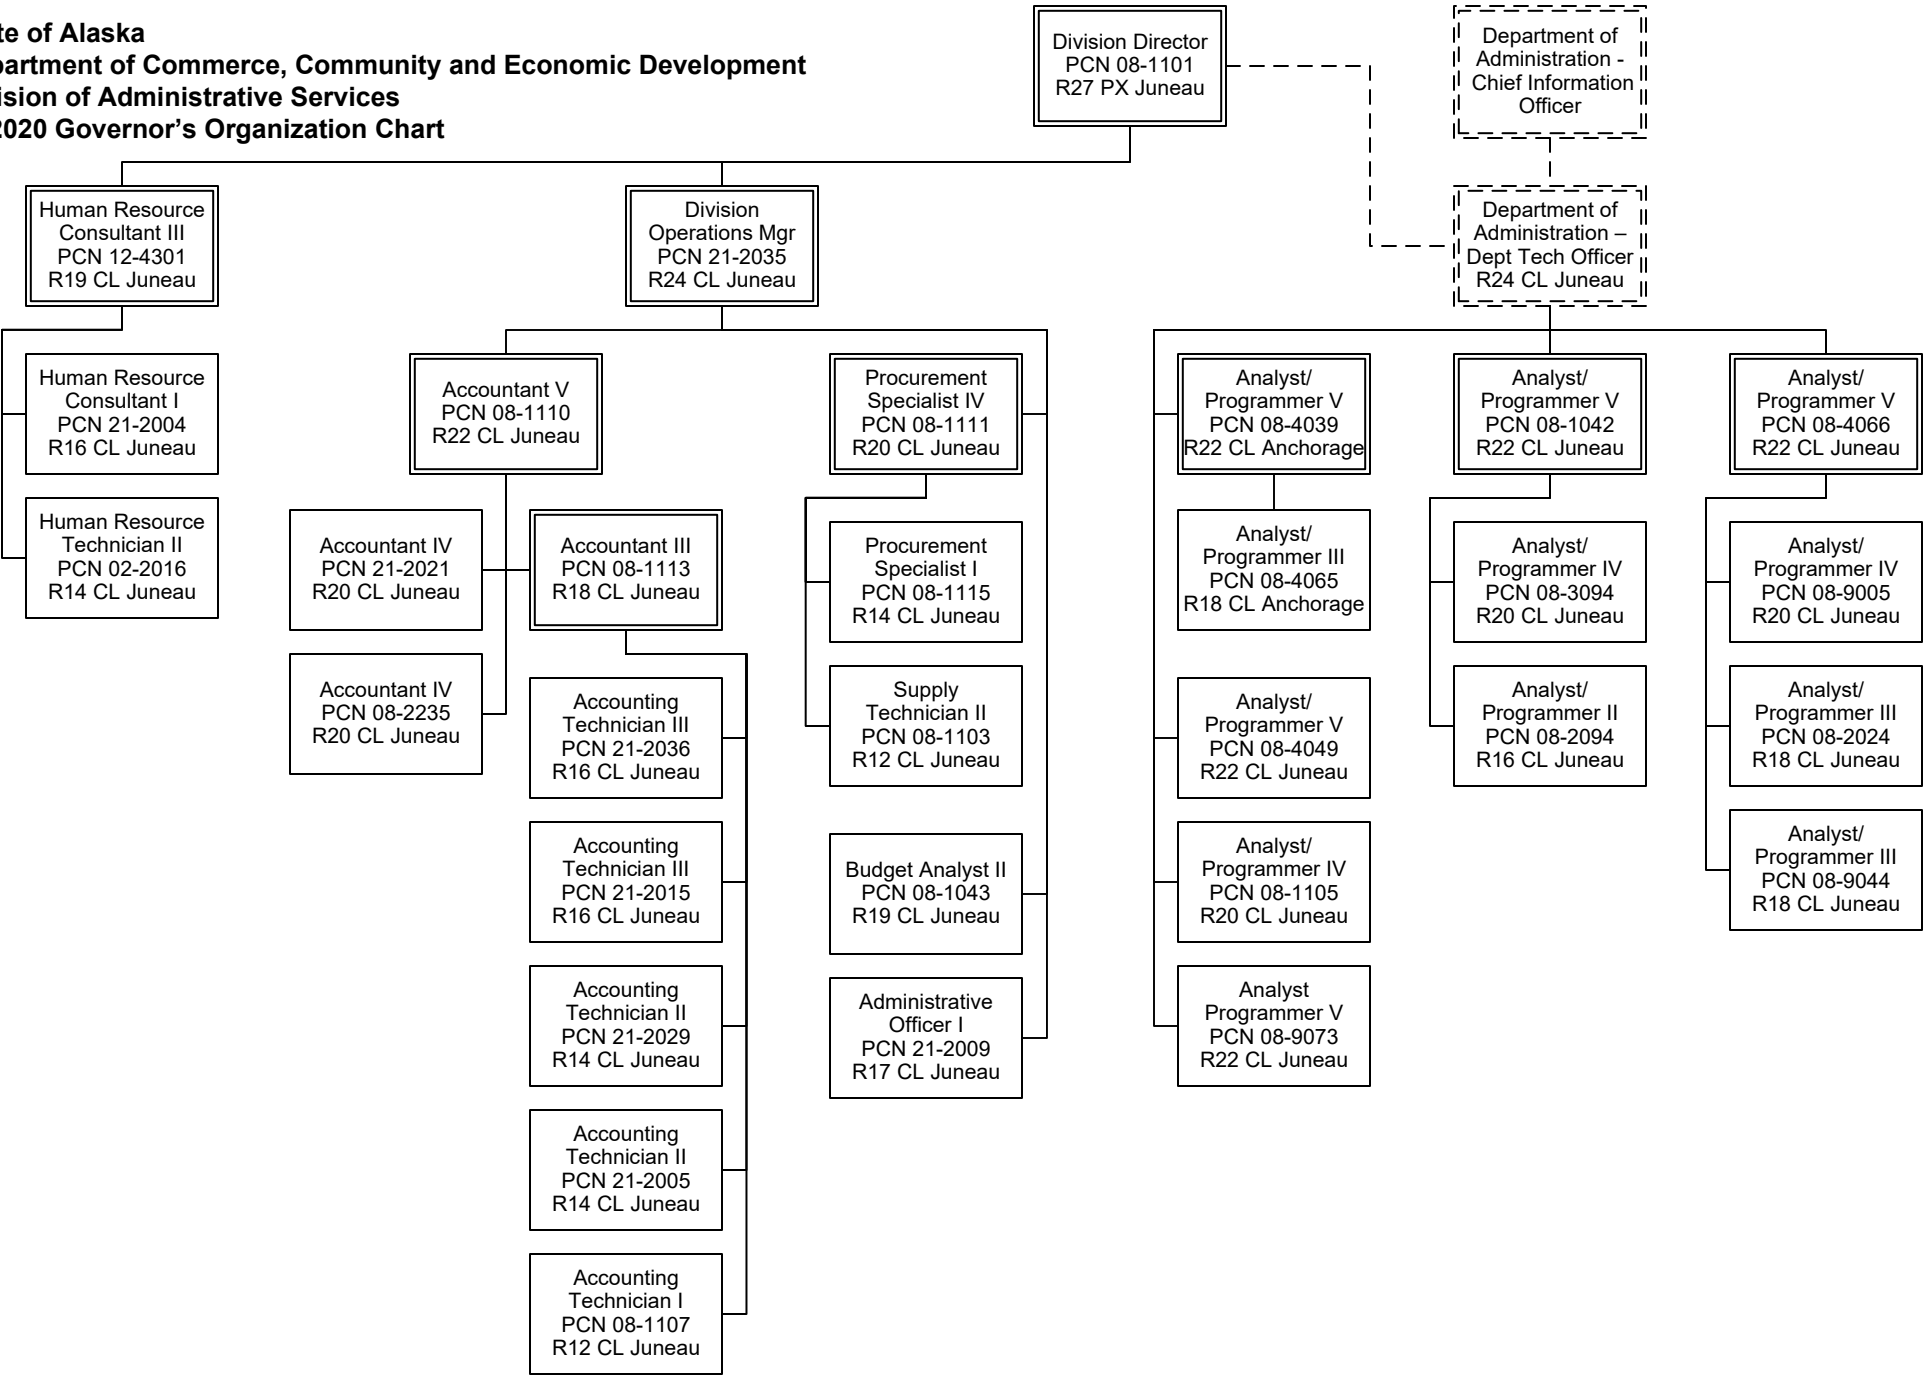 te of Alaska
partment of Commerce, Community and Economic Development
ision of Administrative Services
2020 Governor’s Organization Chart
Division Director
PCN 08-1101
R27 PX Juneau
Department of
Administration -
Chief Information
Officer
Human Resource
Consultant III
PCN 12-4301
R19 CL Juneau
Division
Operations Mgr
PCN 21-2035
R24 CL Juneau
Department of
Administration –
Dept Tech Officer
R24 CL Juneau
Human Resource
Consultant I
PCN 21-2004
R16 CL Juneau
Human Resource
Technician II
PCN 02-2016
R14 CL Juneau
Accountant V
PCN 08-1110
R22 CL Juneau
Accountant IV
PCN 21-2021
R20 CL Juneau
Accountant IV
PCN 08-2235
R20 CL Juneau
Accountant III
PCN 08-1113
R18 CL Juneau
Accounting
Technician III
PCN 21-2036
R16 CL Juneau
Accounting
Technician III
PCN 21-2015
R16 CL Juneau
Accounting
Technician II
PCN 21-2029
R14 CL Juneau
Accounting
Technician II
PCN 21-2005
R14 CL Juneau
Accounting
Technician I
PCN 08-1107
R12 CL Juneau
Procurement
Specialist IV
PCN 08-1111
R20 CL Juneau
Procurement
Specialist I
PCN 08-1115
R14 CL Juneau
Supply
Technician II
PCN 08-1103
R12 CL Juneau
Budget Analyst II
PCN 08-1043
R19 CL Juneau
Administrative
Officer I
PCN 21-2009
R17 CL Juneau
Analyst/
Programmer V
PCN 08-4039
R22 CL Anchorage
Analyst/
Programmer III
PCN 08-4065
R18 CL Anchorage
Analyst/
Programmer V
PCN 08-4049
R22 CL Juneau
Analyst/
Programmer IV
PCN 08-1105
R20 CL Juneau
Analyst
Programmer V
PCN 08-9073
R22 CL Juneau
Analyst/
Programmer V
PCN 08-1042
R22 CL Juneau
Analyst/
Programmer IV
PCN 08-3094
R20 CL Juneau
Analyst/
Programmer II
PCN 08-2094
R16 CL Juneau
Analyst/
Programmer V
PCN 08-4066
R22 CL Juneau
Analyst/
Programmer IV
PCN 08-9005
R20 CL Juneau
Analyst/
Programmer III
PCN 08-2024
R18 CL Juneau
Analyst/
Programmer III
PCN 08-9044
R18 CL Juneau